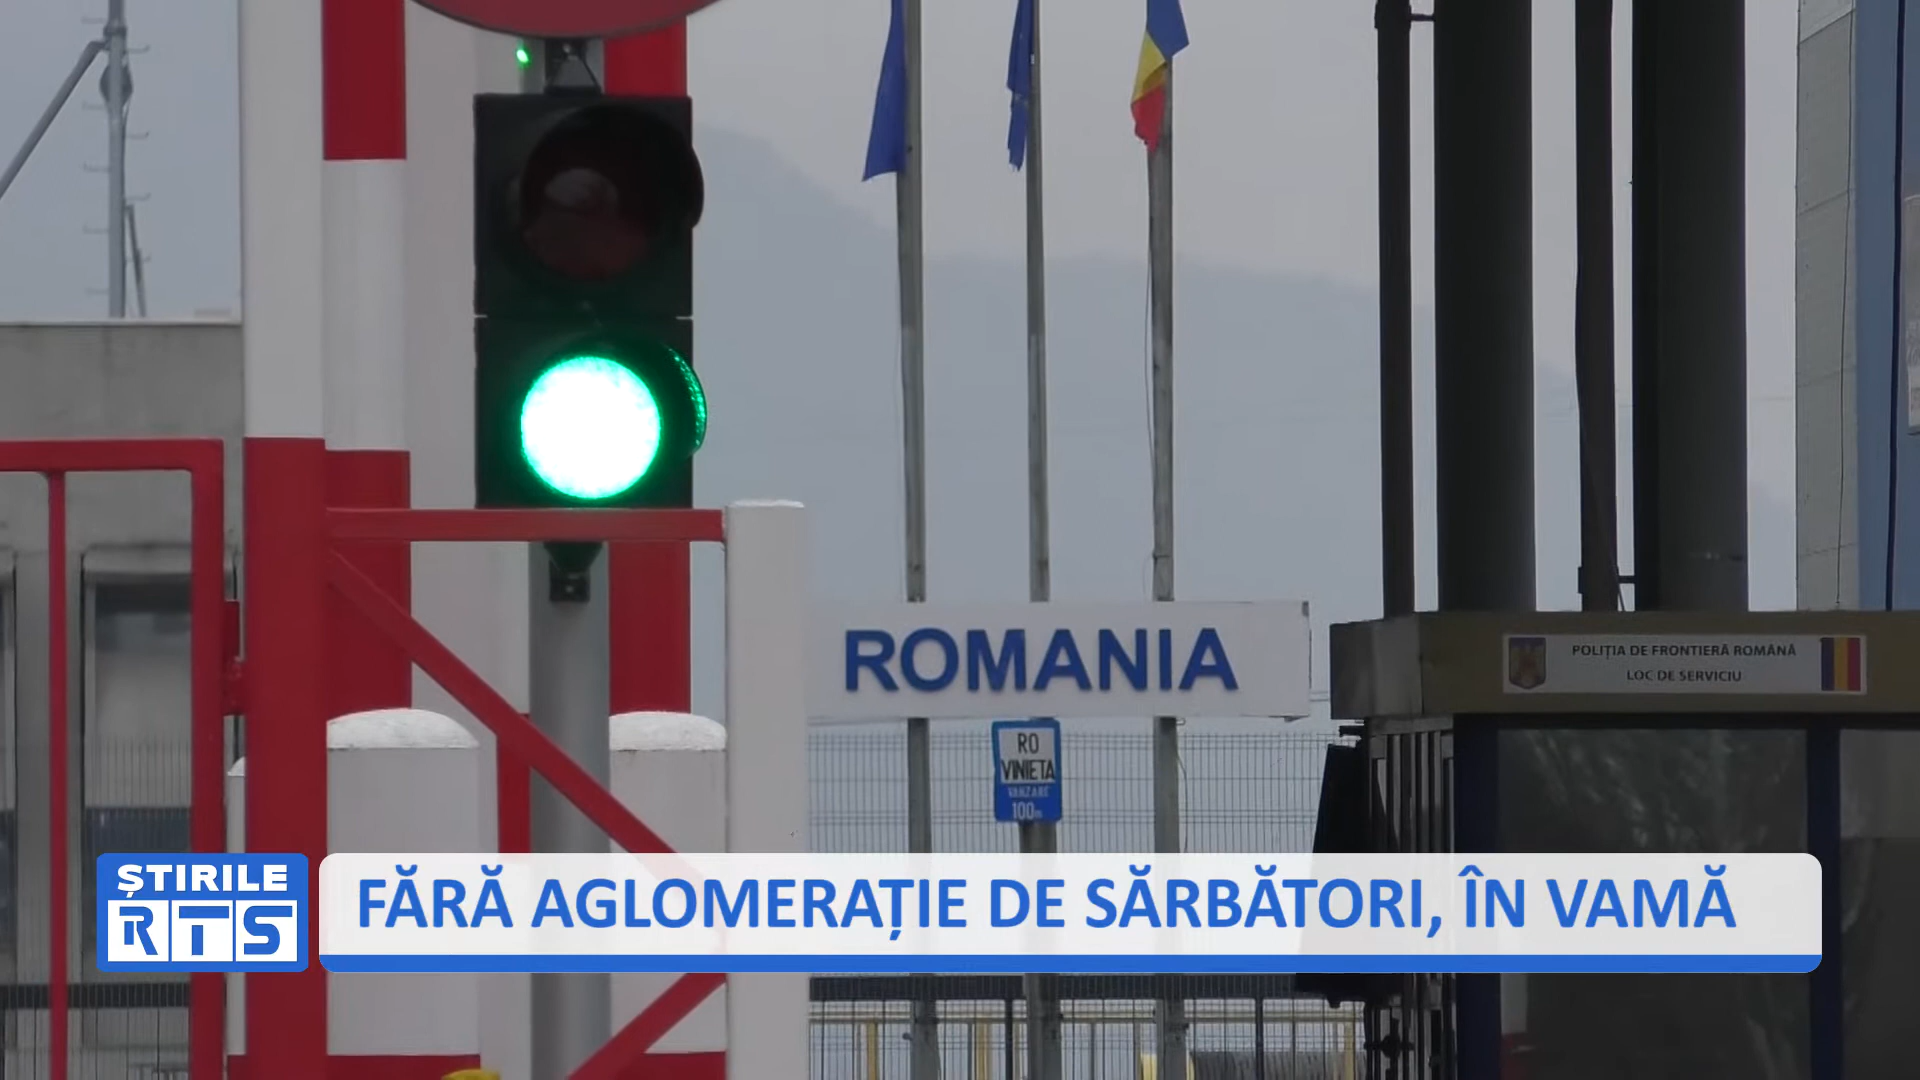 ROMANIA
POLIȚIA DE FRONTIERĂ ROMÂNĂ
LOC DE SERVICIU
RO
VINIETA
VANZARE
100m
ȘTIRILE
RTS
FĂRĂ AGLOMERAȚIE DE SĂRBĂTORI, ÎN VAMĂ